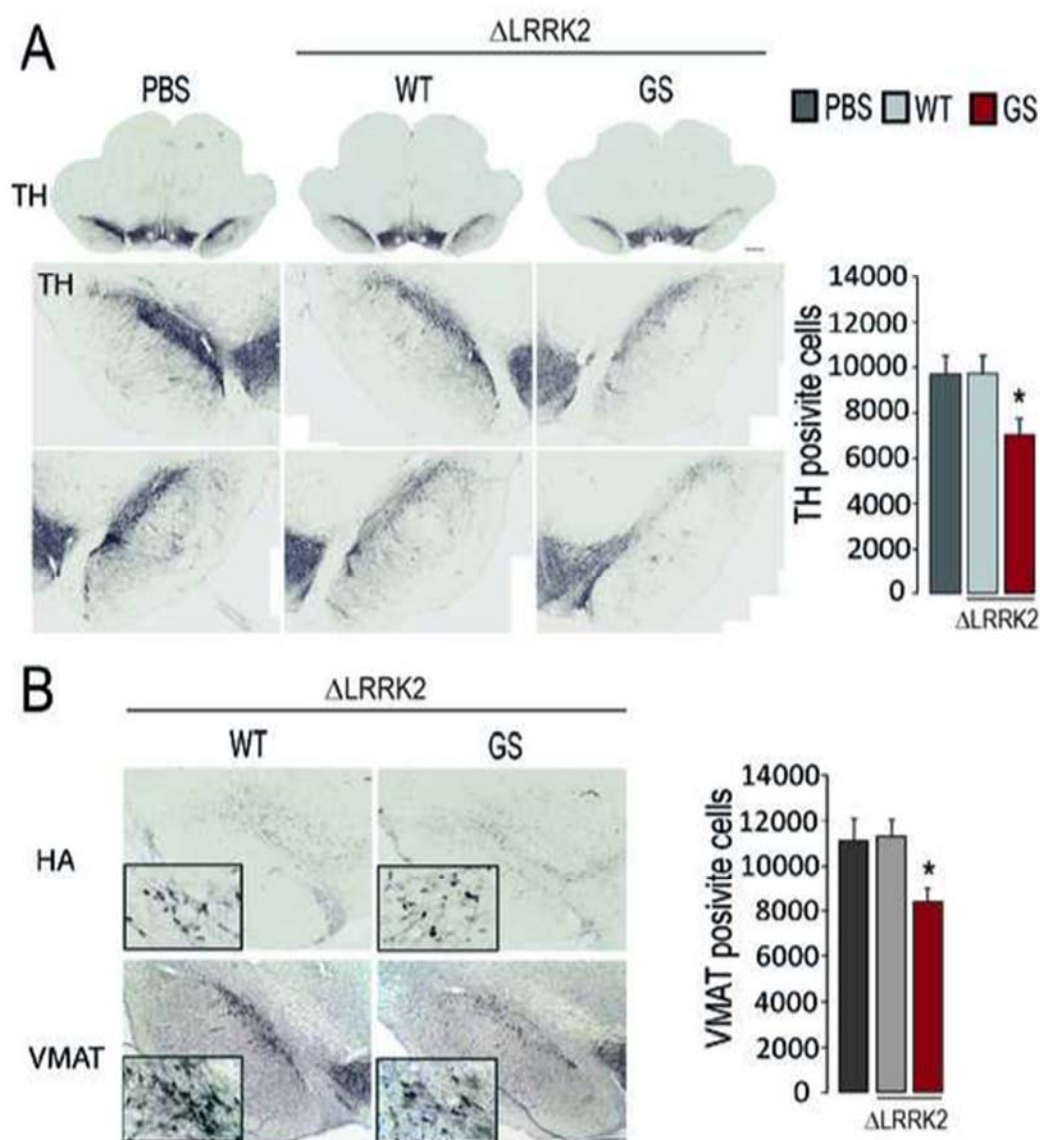 A
ΔLRRK2
PBS WT GS
PBS WT GS
TH
TH
14000
12000
10000
8000
6000
4000
2000
0
TH posivite cells
*
ΔLRRK2
B
ΔLRRK2
WT GS
HA
VMAT
14000
12000
10000
8000
6000
4000
2000
0
VMAT posivite cells
*
ΔLRRK2